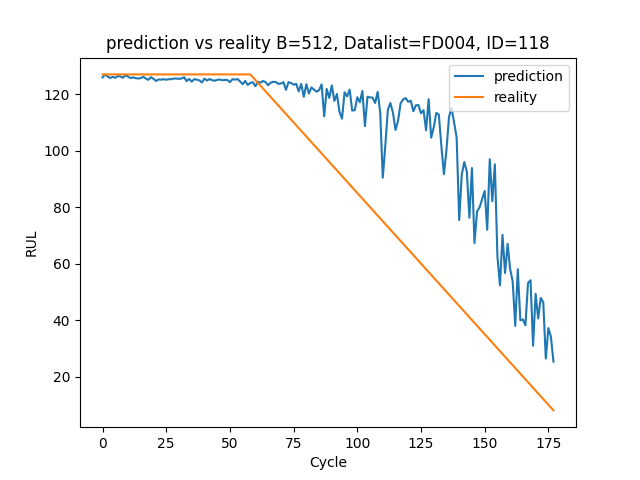 prediction vs reality B=512, Datalist=FD004, ID=118
prediction
reality
120
100
80
60
40
20
RUL
0 25 50 75 100 125 150 175
Cycle